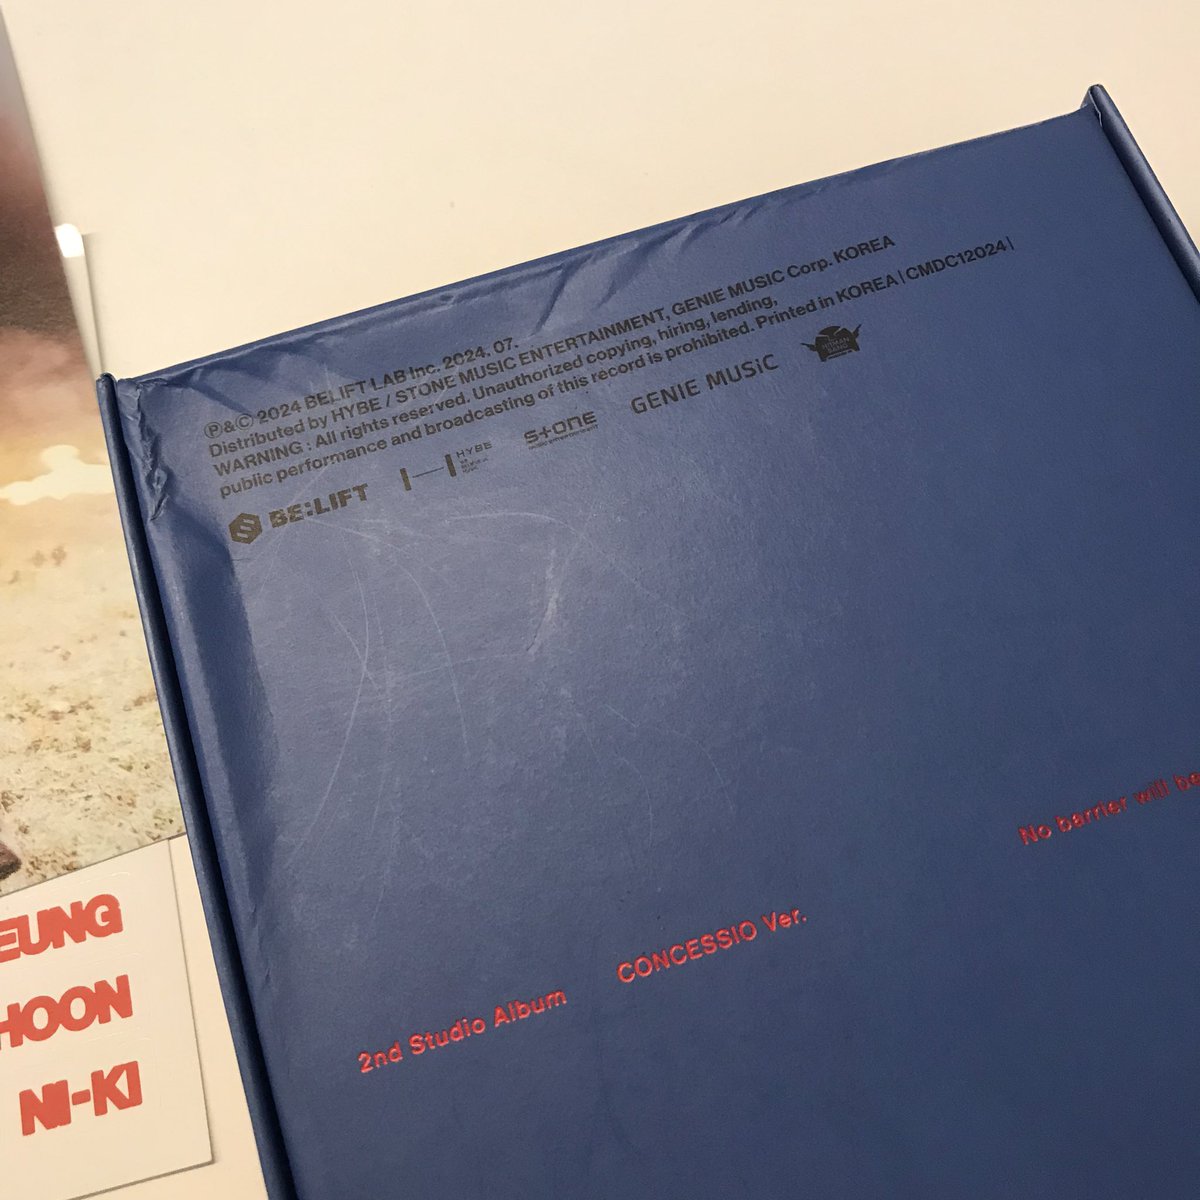 Ⓟ&Ⓒ 2024 BELIFT LAB Inc. 2024. 07.
Distributed by HYBE / STONE MUSIC ENTERTAINMENT, GENIE MUSIC Corp. KOREA
WARNING : All rights reserved. Unauthorized copying, hiring, lending,
public performance and broadcasting of this record is prohibited. Printed in KOREA | CMDC12024 |
BE:LIFT
HYBE
STONE
GENIE MUSIC
No barrier will be
2nd Studio Album CONCESSIO Ver.
EUNG
HOON
NI-KI